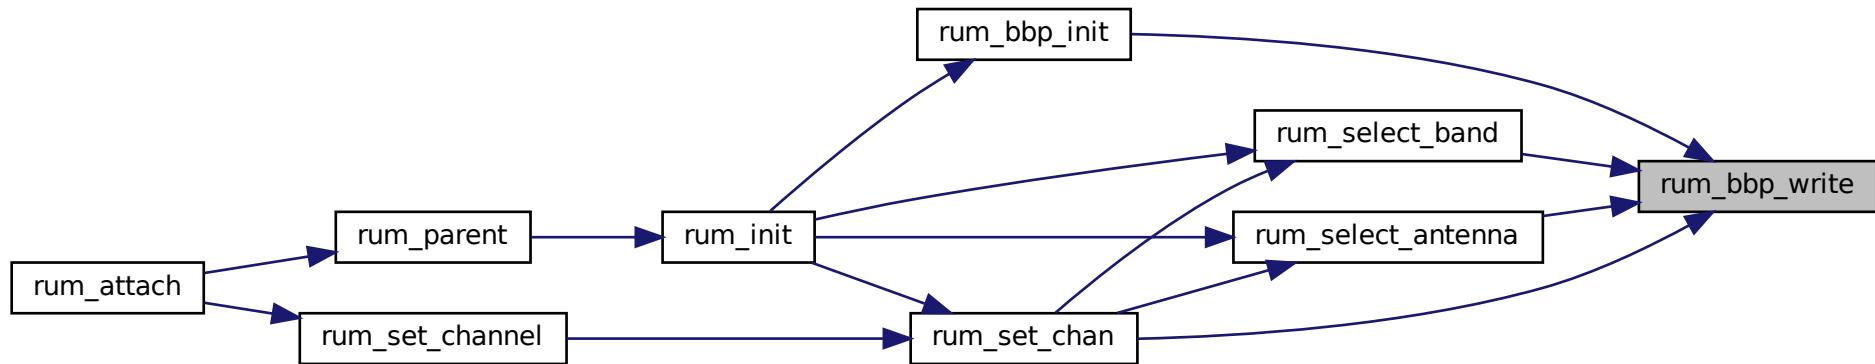 rum_bbp_init
rum_select_band
rum_bbp_write
rum_parent
rum_init
rum_select_antenna
rum_attach
rum_set_channel
rum_set_chan